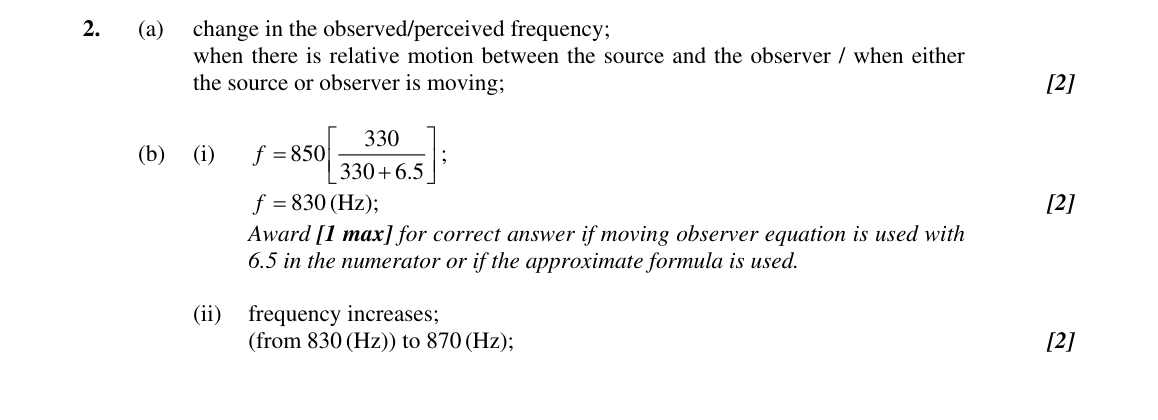 2. (a) change in the observed/perceived frequency;
when there is relative motion between the source and the observer / when either
the source or observer is moving; [2]
(b) (i) f = 850[330/(330 + 6.5)];
f = 830 (Hz); [2]
Award [1 max] for correct answer if moving observer equation is used with
6.5 in the numerator or if the approximate formula is used.
(ii) frequency increases;
(from 830 (Hz)) to 870 (Hz); [2]